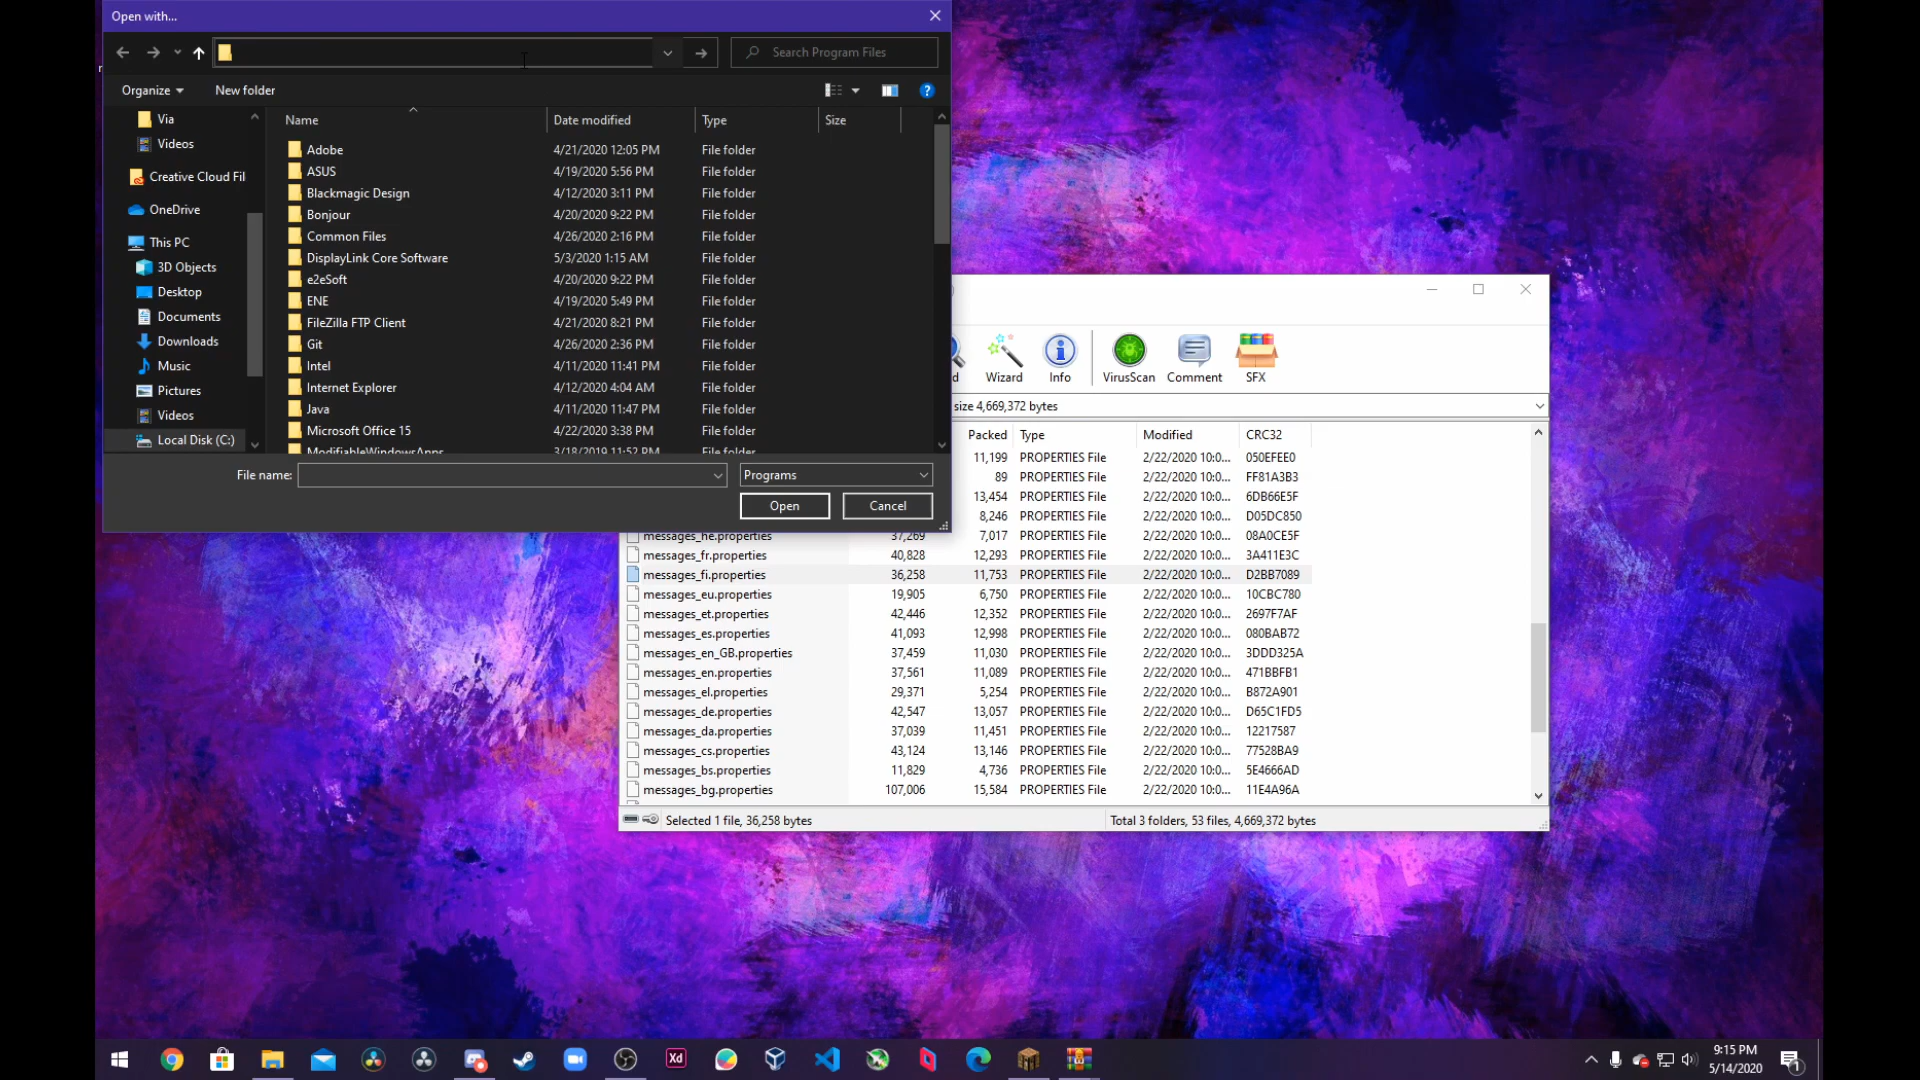 Open with...
Search Program Files
Organize
New folder
Name Date modified Type Size
Via
Videos
Creative Cloud Fil
OneDrive
This PC
3D Objects
Desktop
Documents
Downloads
Music
Pictures
Videos
Local Disk (C:)
Adobe 4/21/2020 12:05 PM File folder
ASUS 4/19/2020 5:56 PM File folder
Blackmagic Design 4/12/2020 3:11 PM File folder
Bonjour 4/20/2020 9:22 PM File folder
Common Files 4/26/2020 2:16 PM File folder
DisplayLink Core Software 5/3/2020 1:15 AM File folder
e2eSoft 4/20/2020 9:22 PM File folder
ENE 4/19/2020 5:49 PM File folder
FileZilla FTP Client 4/21/2020 8:21 PM File folder
Git 4/26/2020 2:36 PM File folder
Intel 4/11/2020 11:41 PM File folder
Internet Explorer 4/12/2020 4:04 AM File folder
Java 4/11/2020 11:47 PM File folder
Microsoft Office 15 4/22/2020 3:38 PM File folder
ModifiableWindowsApps 3/18/2019 11:52 PM File folder
File name: Programs
Open Cancel
d Wizard Info VirusScan Comment SFX
size 4,669,372 bytes
Packed Type Modified CRC32
11,199 PROPERTIES File 2/22/2020 10:0... 050EFEE0
89 PROPERTIES File 2/22/2020 10:0... FF81A3B3
13,454 PROPERTIES File 2/22/2020 10:0... 6DB66E5F
8,246 PROPERTIES File 2/22/2020 10:0... D05DC850
messages_he.properties 37,269 7,017 PROPERTIES File 2/22/2020 10:0... 08A0CE5F
messages_fr.properties 40,828 12,293 PROPERTIES File 2/22/2020 10:0... 3A411E3C
messages_fi.properties 36,258 11,753 PROPERTIES File 2/22/2020 10:0... D2BB7089
messages_eu.properties 19,905 6,750 PROPERTIES File 2/22/2020 10:0... 10CBC780
messages_et.properties 42,446 12,352 PROPERTIES File 2/22/2020 10:0... 2697F7AF
messages_es.properties 41,093 12,998 PROPERTIES File 2/22/2020 10:0... 080BAB72
messages_en_GB.properties 37,459 11,030 PROPERTIES File 2/22/2020 10:0... 3DDD325A
messages_en.properties 37,561 11,089 PROPERTIES File 2/22/2020 10:0... 471BBFB1
messages_el.properties 29,371 5,254 PROPERTIES File 2/22/2020 10:0... B872A901
messages_de.properties 42,547 13,057 PROPERTIES File 2/22/2020 10:0... D65C1FD5
messages_da.properties 37,039 11,451 PROPERTIES File 2/22/2020 10:0... 12217587
messages_cs.properties 43,124 13,146 PROPERTIES File 2/22/2020 10:0... 77528BA9
messages_bs.properties 11,829 4,736 PROPERTIES File 2/22/2020 10:0... 5E4666AD
messages_bg.properties 107,006 15,584 PROPERTIES File 2/22/2020 10:0... 11E4A96A
Selected 1 file, 36,258 bytes Total 3 folders, 53 files, 4,669,372 bytes
Xd
9:15 PM
5/14/2020
1